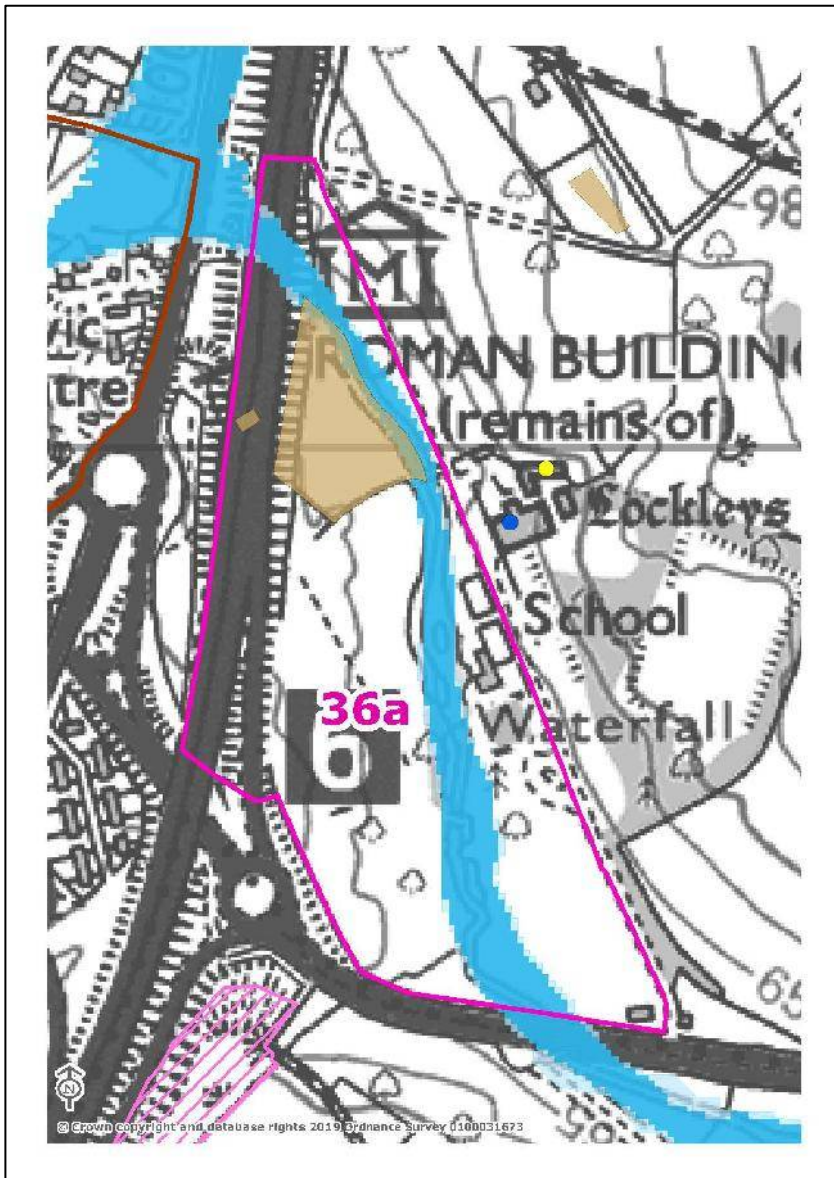 98
M
ROMAN BUILDING
(remains of)
Lockleys
School
36a
6
Waterfall
65
N
© Crown copyright and database rights 2019 Ordnance Survey 0100031673